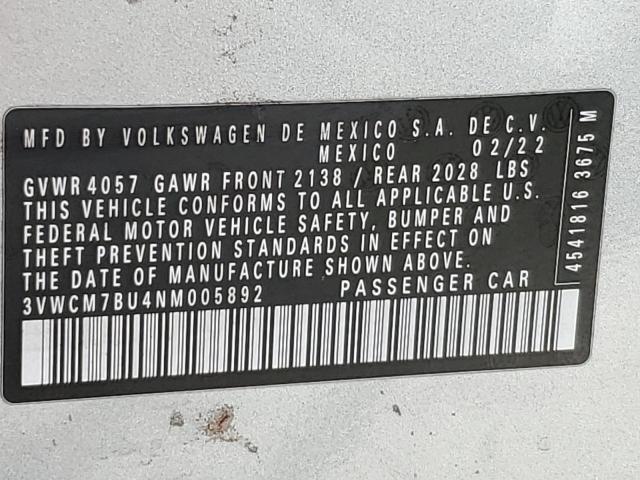 MFD BY VOLKSWAGEN DE MEXICO S.A. DE C.V.
MEXICO 02/22
GVWR 4057 GAWR FRONT 2138 / REAR 2028 LBS
THIS VEHICLE CONFORMS TO ALL APPLICABLE U.S.
FEDERAL MOTOR VEHICLE SAFETY, BUMPER AND
THEFT PREVENTION STANDARDS IN EFFECT ON
THE DATE OF MANUFACTURE SHOWN ABOVE.
3VWCM7BU4NM005892 PASSENGER CAR
45418163675 M